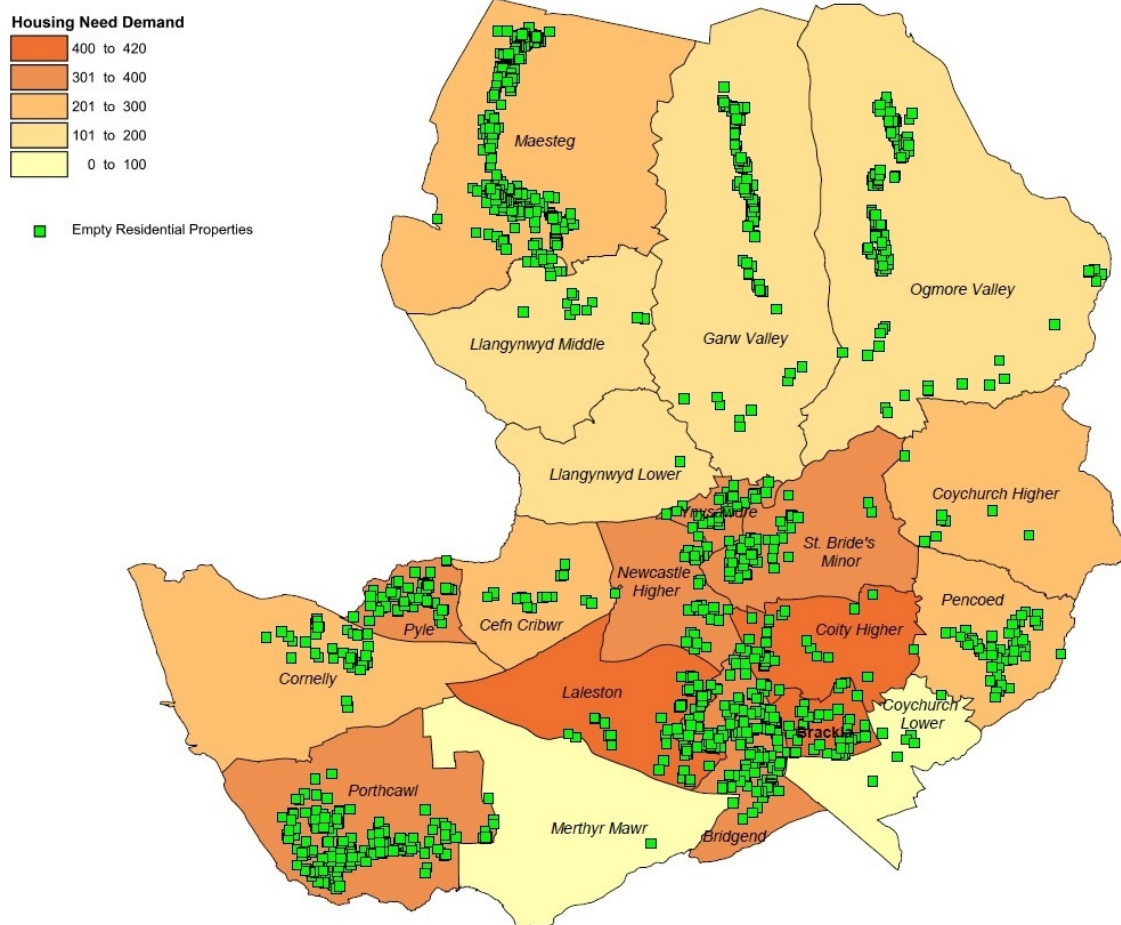 Housing Need Demand
400 to 420
301 to 400
201 to 300
101 to 200
0 to 100
Empty Residential Properties
Maesteg
Ogmore Valley
Garw Valley
Llangynwyd Middle
Llangynwyd Lower
Coychurch Higher
Ynysawdre
St. Bride's
Minor
Newcastle
Higher
Pencoed
Pyle
Cefn Cribwr
Coity Higher
Cornelly
Laleston
Coychurch
Lower
Brackla
Porthcawl
Merthyr Mawr
Bridgend